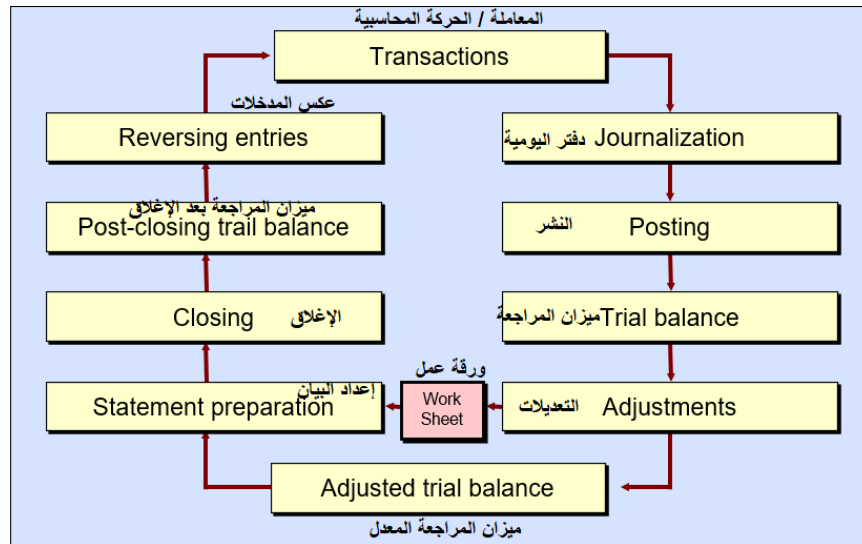 المعاملة / الحركة المحاسبية
Transactions
عكس المدخلات
Reversing entries
دفتر اليومية Journalization
ميزان المراجعة بعد الإغلاق
Post-closing trail balance
النشر Posting
Closing الإغلاق
ميزان المراجعة Trial balance
ورقة عمل
إعداد البيان
Statement preparation
Work
Sheet
التعديلات Adjustments
Adjusted trial balance
ميزان المراجعة المعدل